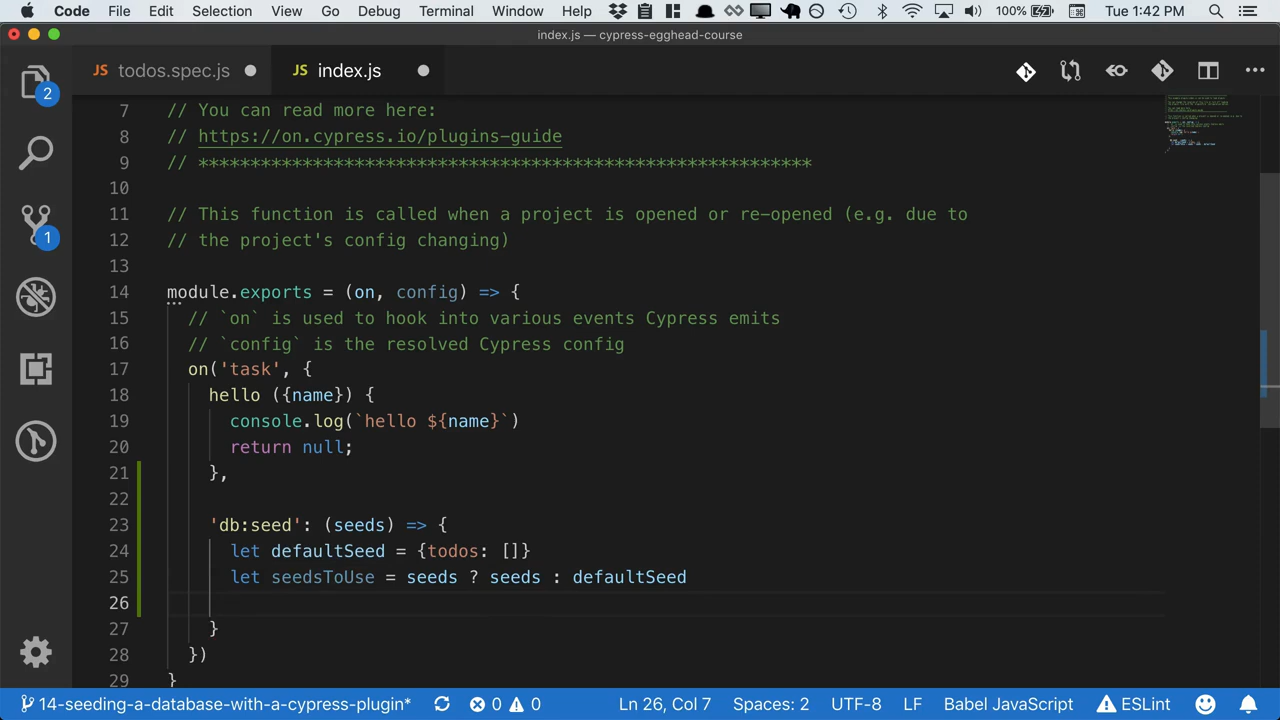 Code File Edit Selection View Go Debug Terminal Window Help 100% Tue 1:42 PM
index.js — cypress-egghead-course
JS todos.spec.js JS index.js
2
1
7 // You can read more here:
8 // https://on.cypress.io/plugins-guide
9 // ***********************************************************
10
11 // This function is called when a project is opened or re-opened (e.g. due to
12 // the project's config changing)
13
14 module.exports = (on, config) => {
15 // `on` is used to hook into various events Cypress emits
16 // `config` is the resolved Cypress config
17 on('task', {
18 hello ({name}) {
19 console.log(`hello ${name}`)
20 return null;
21 },
22
23 'db:seed': (seeds) => {
24 let defaultSeed = {todos: []}
25 let seedsToUse = seeds ? seeds : defaultSeed
26
27 }
28 })
29 }
14-seeding-a-database-with-a-cypress-plugin* 0 0 Ln 26, Col 7 Spaces: 2 UTF-8 LF Babel JavaScript ESLint